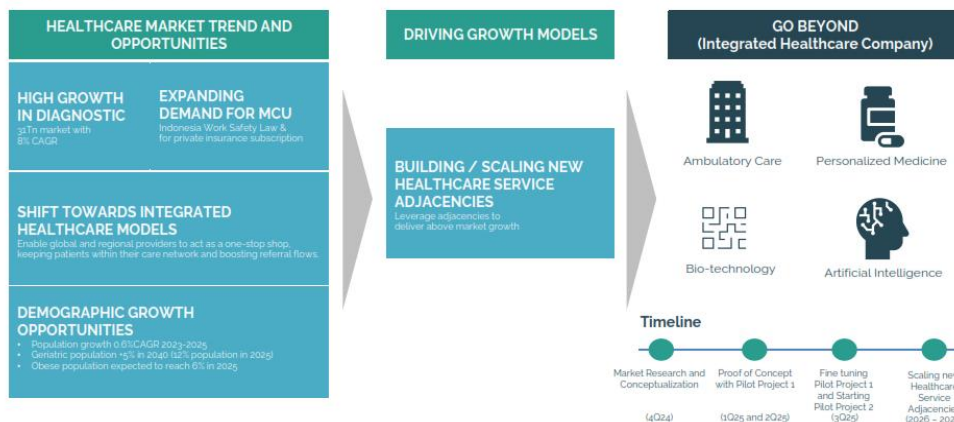 HEALTHCARE MARKET TREND AND
OPPORTUNITIES
HIGH GROWTH
IN DIAGNOSTIC
31Tn market with
8% CAGR
EXPANDING
DEMAND FOR MCU
Indonesia Work Safety Law &
for private insurance subscription
SHIFT TOWARDS INTEGRATED
HEALTHCARE MODELS
Enable global and regional providers to act as a one-stop shop,
keeping patients within their care network and boosting referral flows.
DEMOGRAPHIC GROWTH
OPPORTUNITIES
• Population growth 0.6%CAGR 2023-2025
• Geriatric population +5% in 2040 (12% population in 2025)
• Obese population expected to reach 6% in 2025
DRIVING GROWTH MODELS
BUILDING / SCALING NEW
HEALTHCARE SERVICE
ADJACENCIES
Leverage adjacencies to
deliver above market growth
GO BEYOND
(Integrated Healthcare Company)
Ambulatory Care
Personalized Medicine
Bio-technology
Artificial Intelligence
Timeline
Market Research and
Conceptualization
(4Q24)
Proof of Concept
with Pilot Project 1
(1Q25 and 2Q25)
Fine tuning
Pilot Project 1
and Starting
Pilot Project 2
(3Q25)
Scaling
Healthcar
Service
Adjacencie
(2026 –